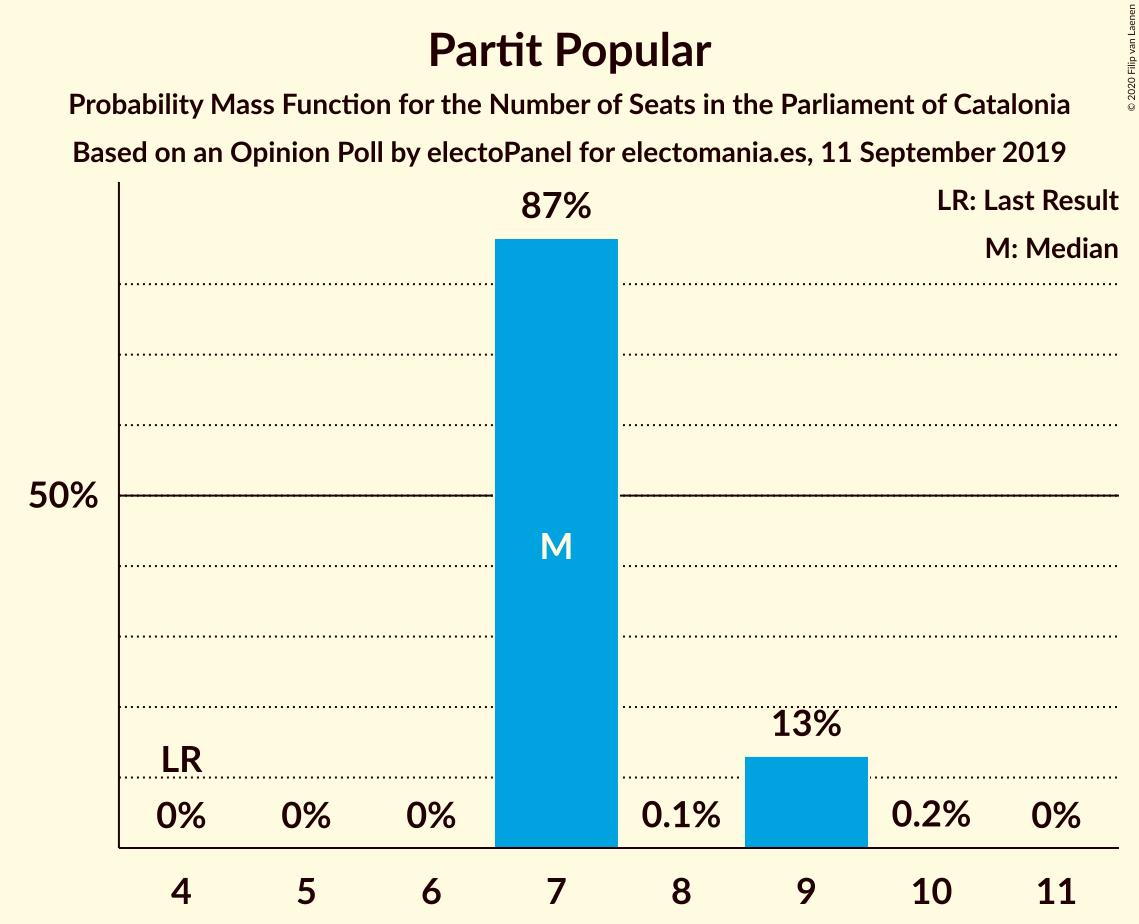 Partit Popular
Probability Mass Function for the Number of Seats in the Parliament of Catalonia
Based on an Opinion Poll by electoPanel for electomania.es, 11 September 2019
© 2020 Filip van Laenen
LR: Last Result
M: Median
87%
50%
M
13%
LR
0% 0% 0% 0.1% 0.2% 0%
4 5 6 7 8 9 10 11